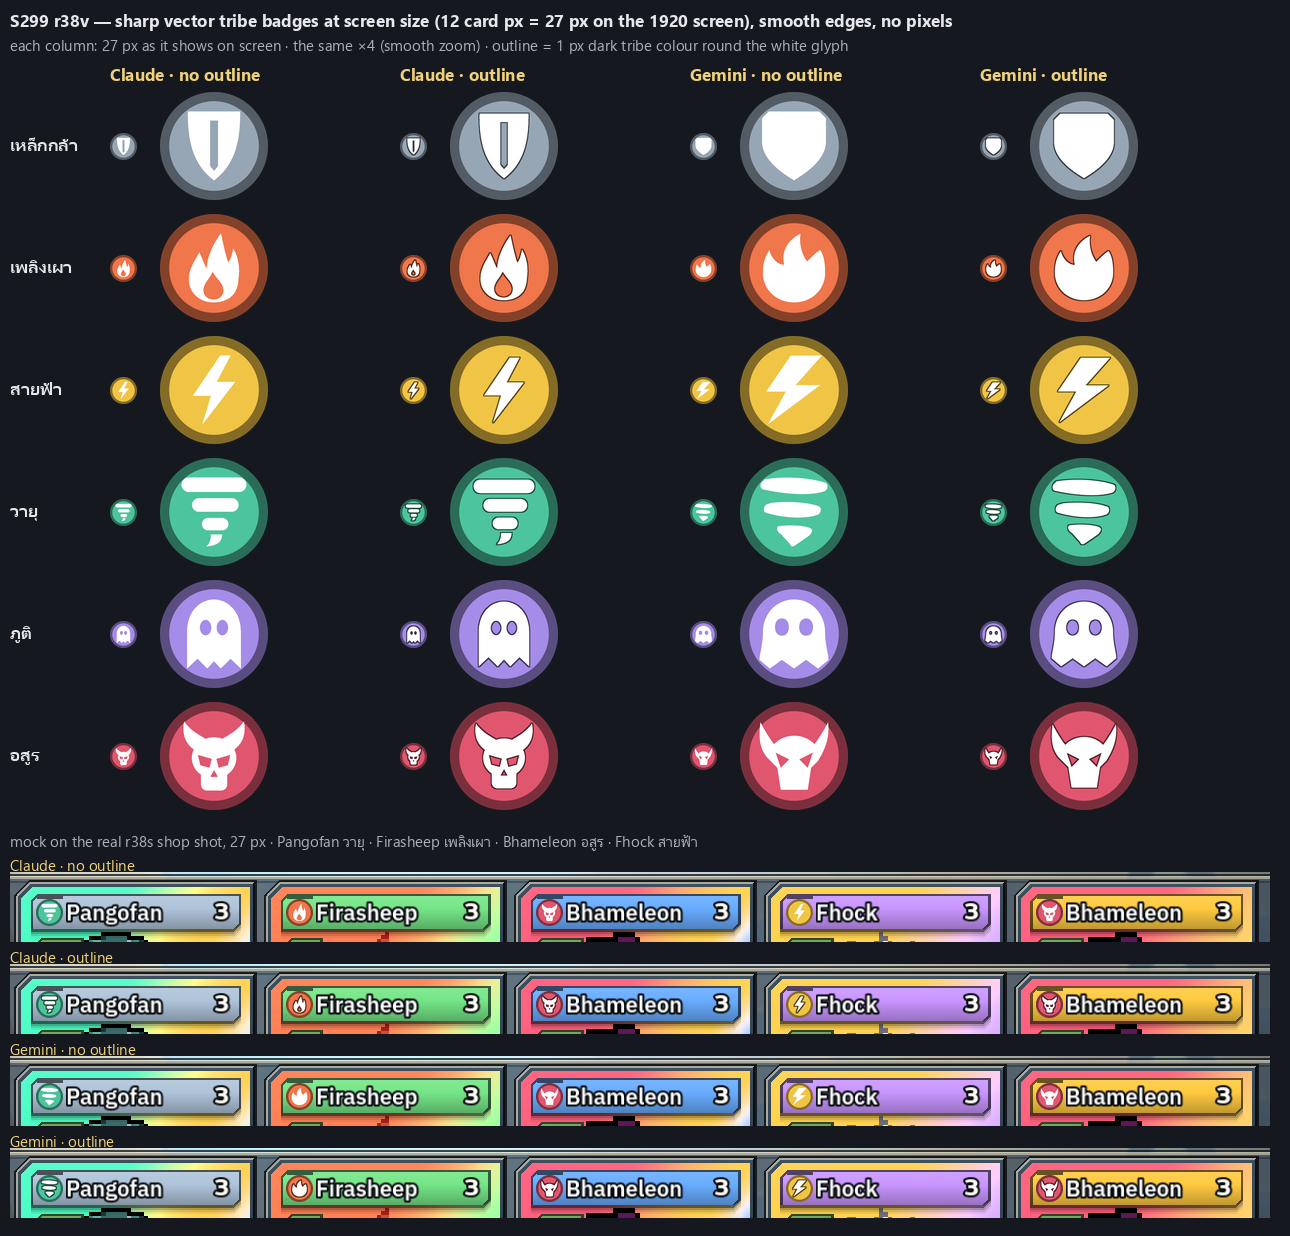 S299 r38v — sharp vector tribe badges at screen size (12 card px = 27 px on the 1920 screen), smooth edges, no pixels
each column: 27 px as it shows on screen · the same ×4 (smooth zoom) · outline = 1 px dark tribe colour round the white glyph
Claude · no outline Claude · outline Gemini · no outline Gemini · outline
เหล็กกล้า
เพลิงเผา
สายฟ้า
วายุ
ภูติ
อสูร
mock on the real r38s shop shot, 27 px · Pangofan วายุ · Firasheep เพลิงเผา · Bhameleon อสูร · Fhock สายฟ้า
Claude · no outline
Pangofan 3 Firasheep 3 Bhameleon 3 Fhock 3 Bhameleon 3
Claude · outline
Pangofan 3 Firasheep 3 Bhameleon 3 Fhock 3 Bhameleon 3
Gemini · no outline
Pangofan 3 Firasheep 3 Bhameleon 3 Fhock 3 Bhameleon 3
Gemini · outline
Pangofan 3 Firasheep 3 Bhameleon 3 Fhock 3 Bhameleon 3